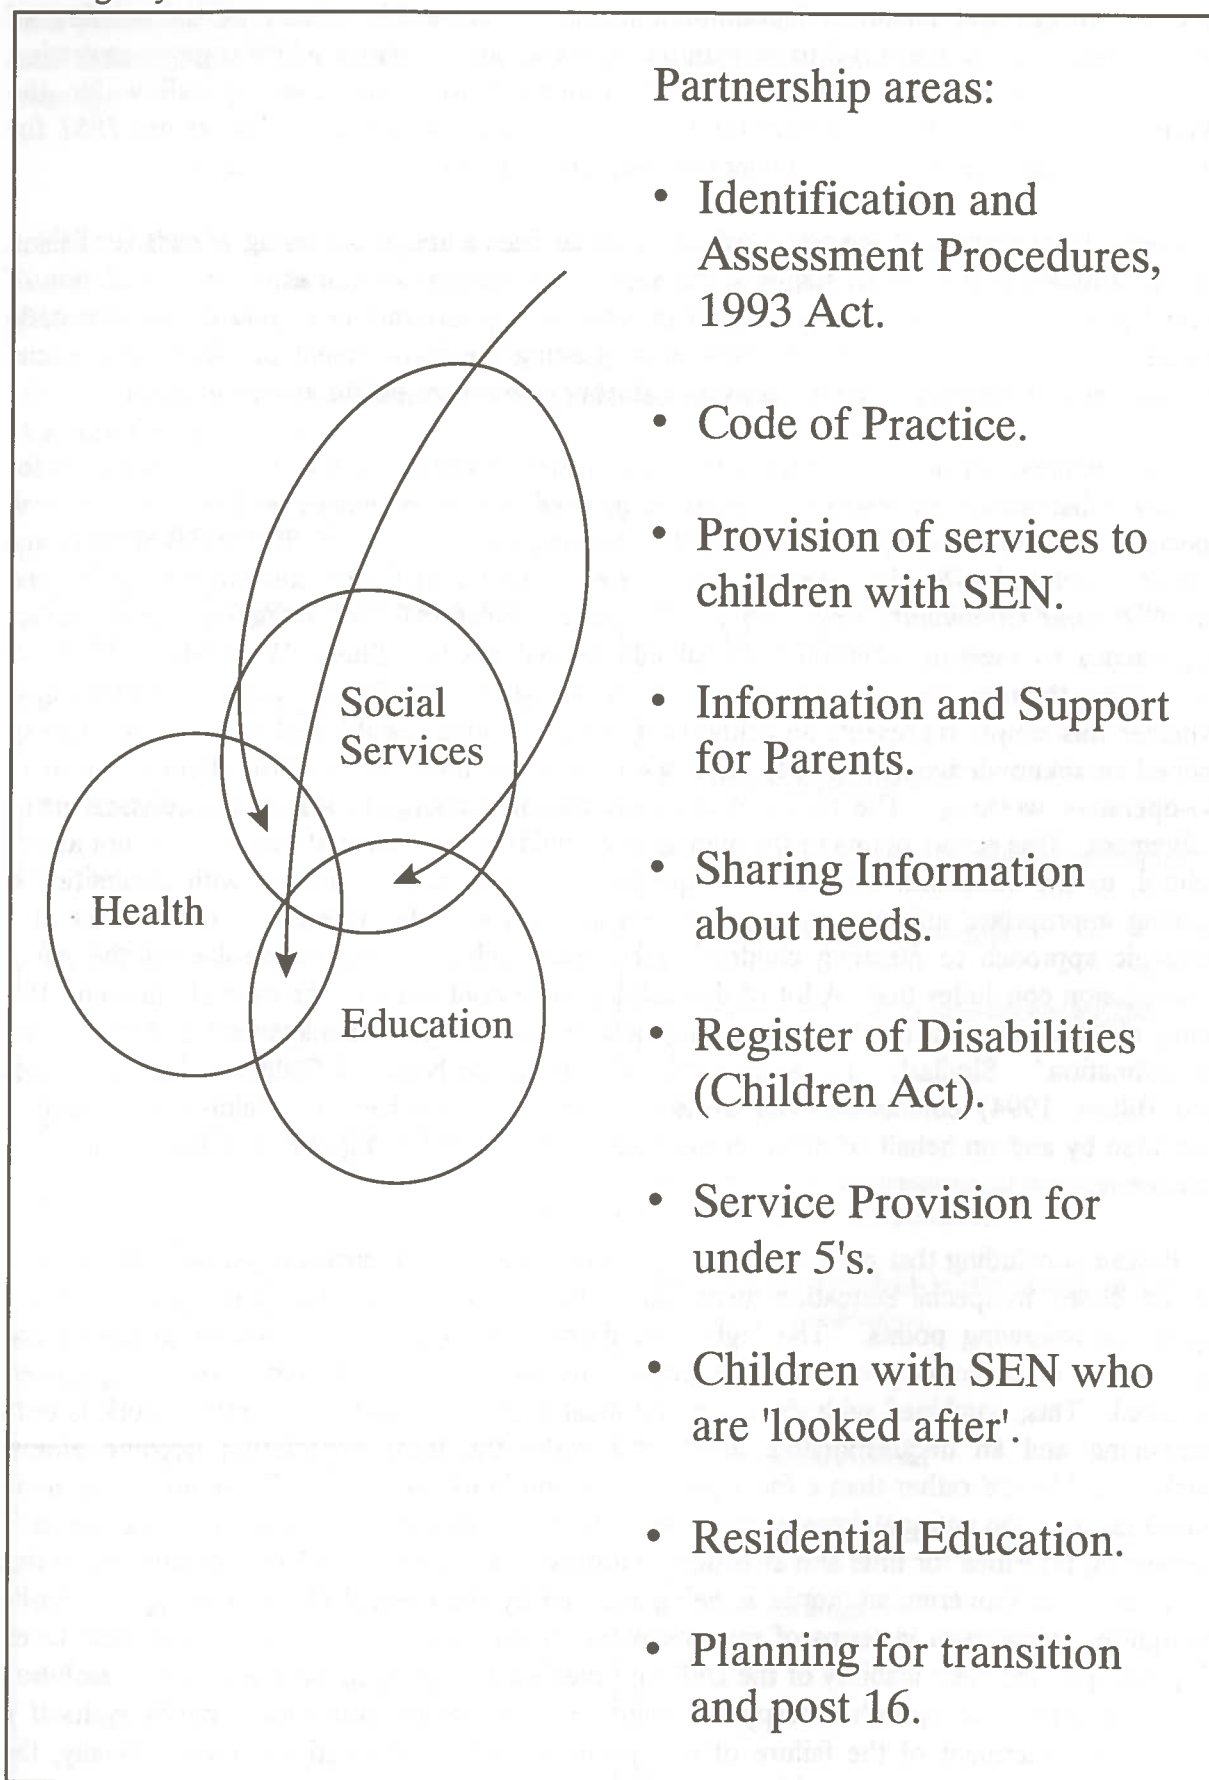 Partnership areas:
• Identification and
Assessment Procedures,
1993 Act.
• Code of Practice.
• Provision of services to
children with SEN.
• Information and Support
for Parents.
• Sharing Information
about needs.
• Register of Disabilities
(Children Act).
• Service Provision for
under 5's.
• Children with SEN who
are 'looked after'.
• Residential Education.
• Planning for transition
and post 16.
Social
Services
Health
Education